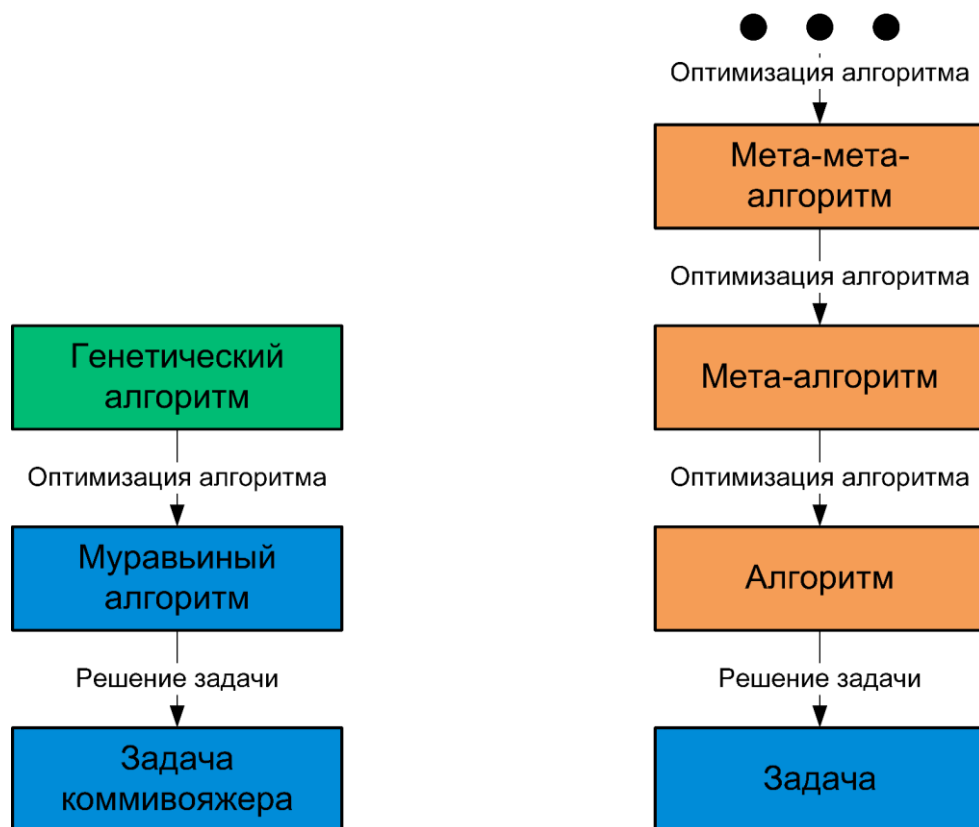 Генетический
алгоритм
Оптимизация алгоритма
Муравьиный
алгоритм
Решение задачи
Задача
коммивояжера
Оптимизация алгоритма
Мета-мета-
алгоритм
Оптимизация алгоритма
Мета-алгоритм
Оптимизация алгоритма
Алгоритм
Решение задачи
Задача